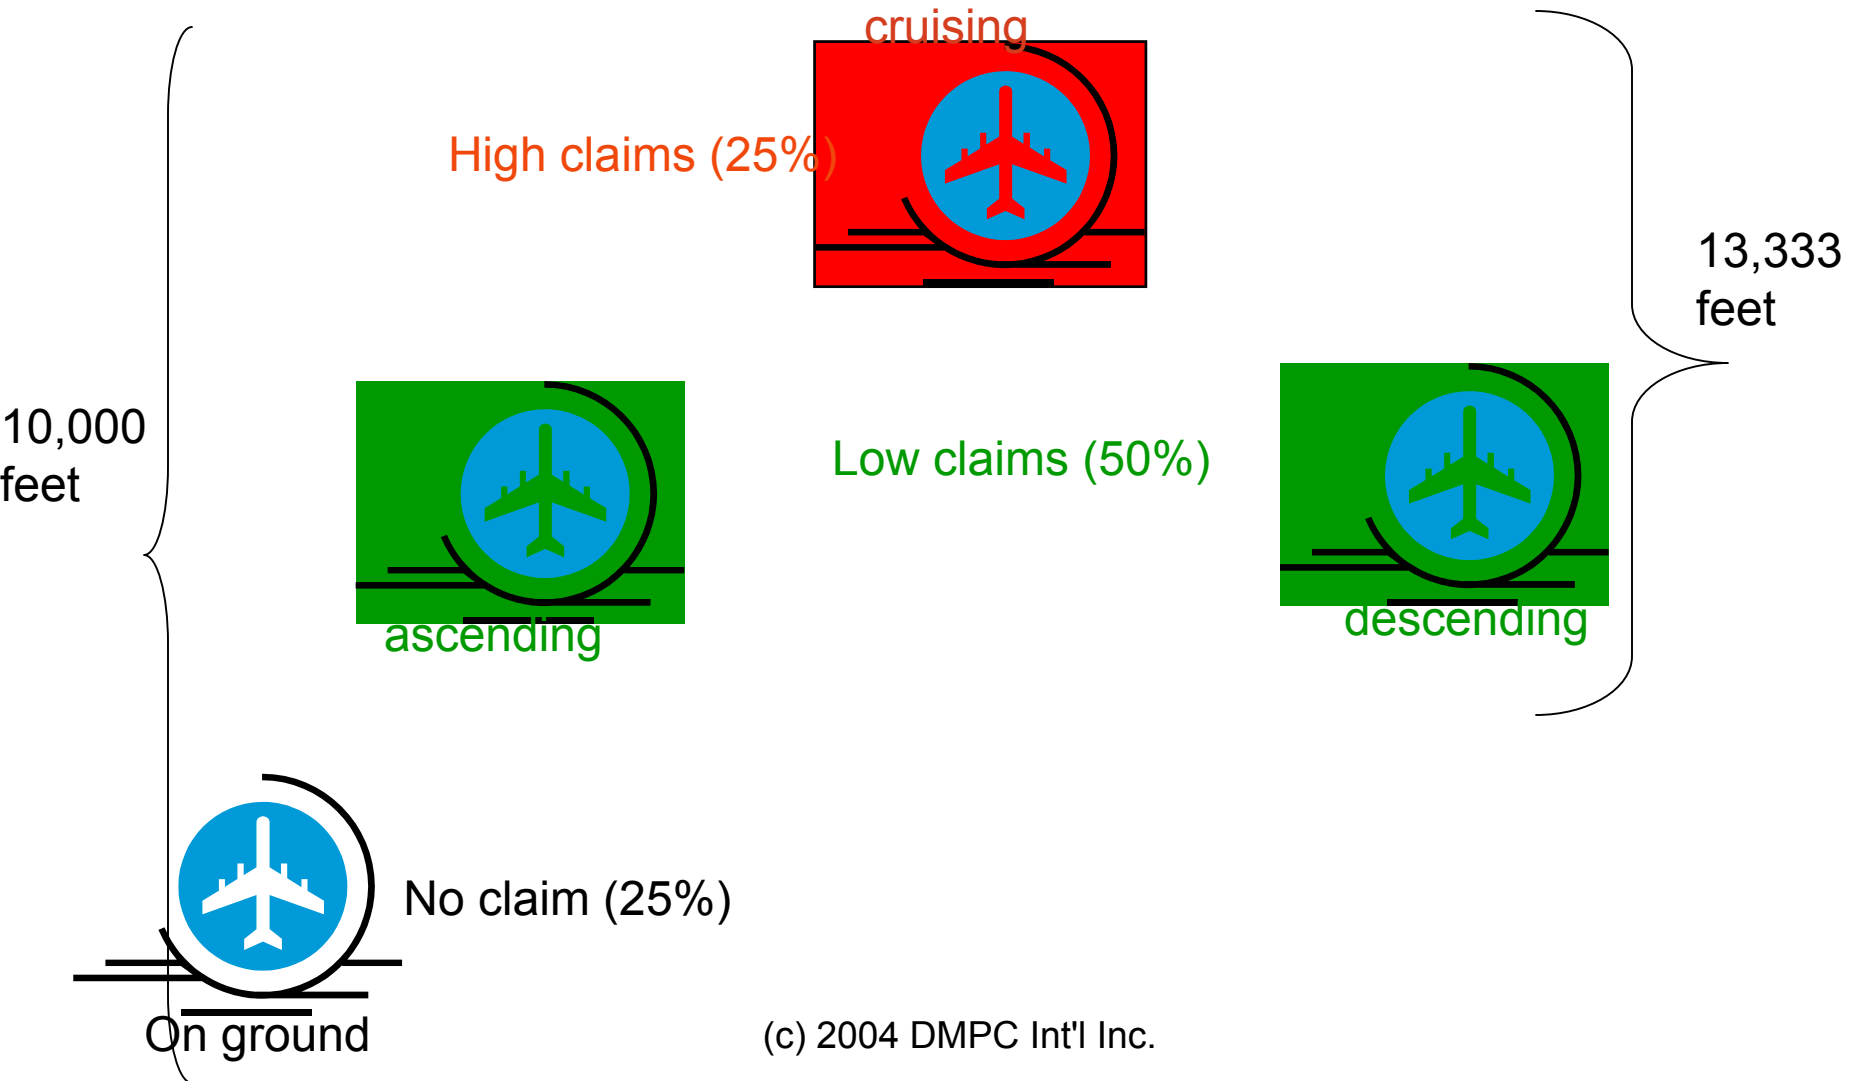 cruising
High claims (25%)
13,333
feet
10,000
feet
Low claims (50%)
ascending
descending
No claim (25%)
On ground
(c) 2004 DMPC Int'l Inc.